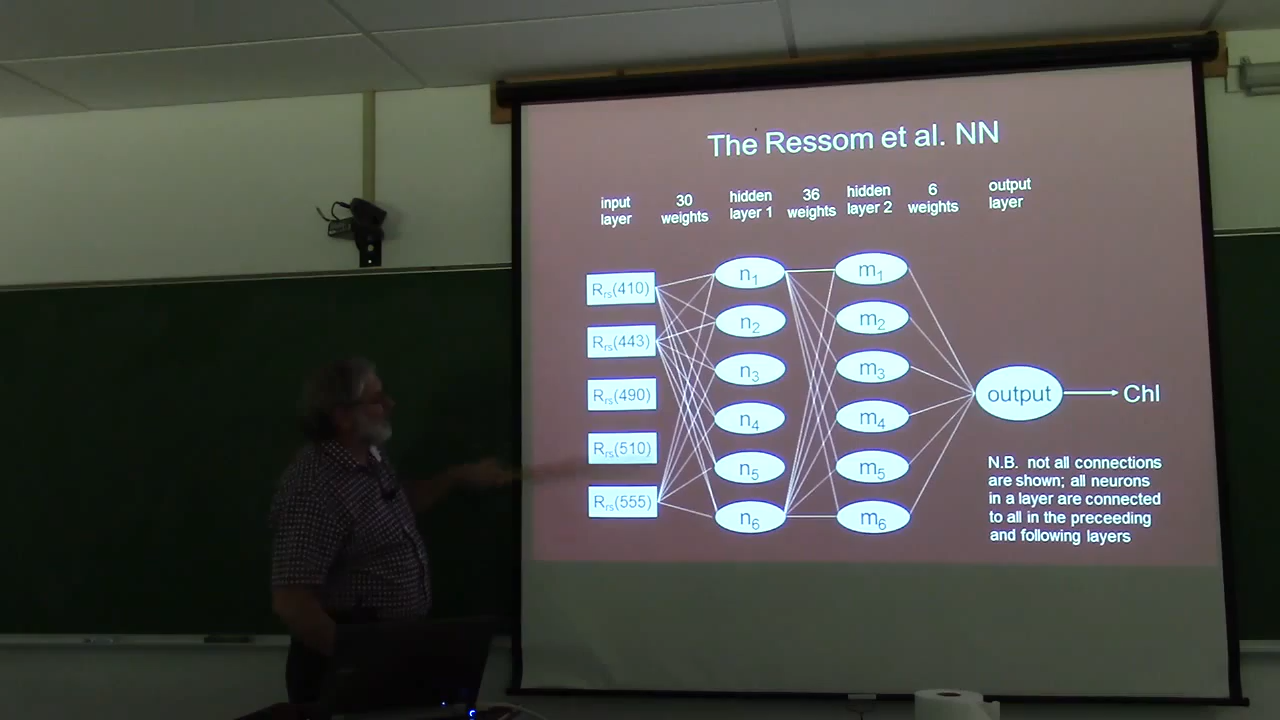 The Ressom et al. NN
input
layer
30
weights
hidden
layer 1
36
weights
hidden
layer 2
6
weights
output
layer
Rrs(410)
Rrs(443)
Rrs(490)
Rrs(510)
Rrs(555)
n1
n2
n3
n4
n5
n6
m1
m2
m3
m4
m5
m6
output
Chl
N.B. not all connections
are shown; all neurons
in a layer are connected
to all in the preceeding
and following layers